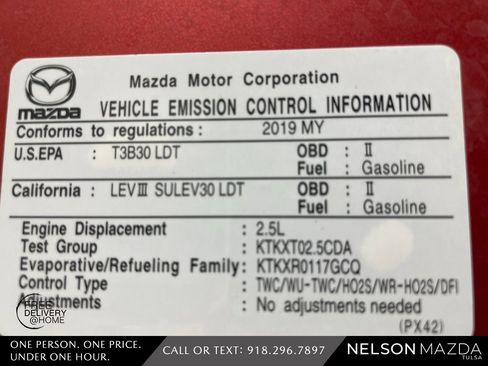 mazda
Mazda Motor Corporation
VEHICLE EMISSION CONTROL INFORMATION
Conforms to regulations : 2019 MY
U.S.EPA : T3B30 LDT OBD : II
Fuel : Gasoline
California : LEVIII SULEV30 LDT OBD : II
Fuel : Gasoline
Engine Displacement : 2.5L
Test Group : KTKXT02.5CDA
Evaporative/Refueling Family: KTKXR0117GCQ
Control Type : TWC/WU-TWC/HO2S/WR-HO2S/DFI
Adjustments : No adjustments needed
(PX42)
FREE
DELIVERY
@HOME
ONE PERSON. ONE PRICE.
UNDER ONE HOUR.
CALL OR TEXT: 918.296.7897
NELSON MAZDA
TULSA